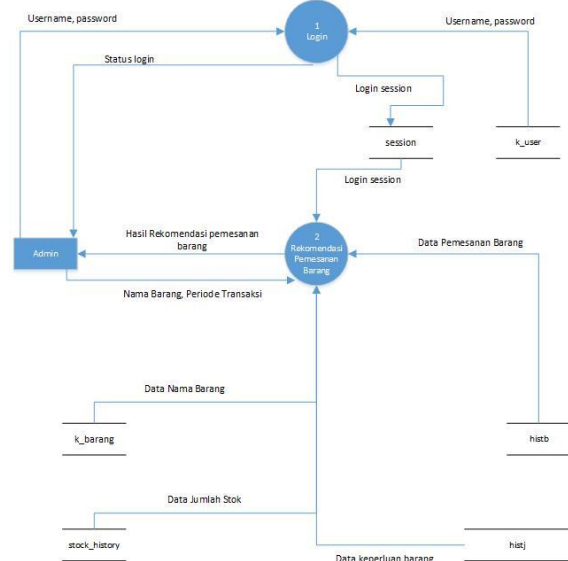 Username, password
1
Login
Username, password
Status login
Login session
session
k_user
Login session
Admin
Hasil Rekomendasi pemesanan
barang
2
Rekomendasi
Pemesanan
Barang
Data Pemesanan Barang
Nama Barang, Periode Transaksi
Data Nama Barang
k_barang
histb
Data Jumlah Stok
stock_history
histj
Data keperluan barang